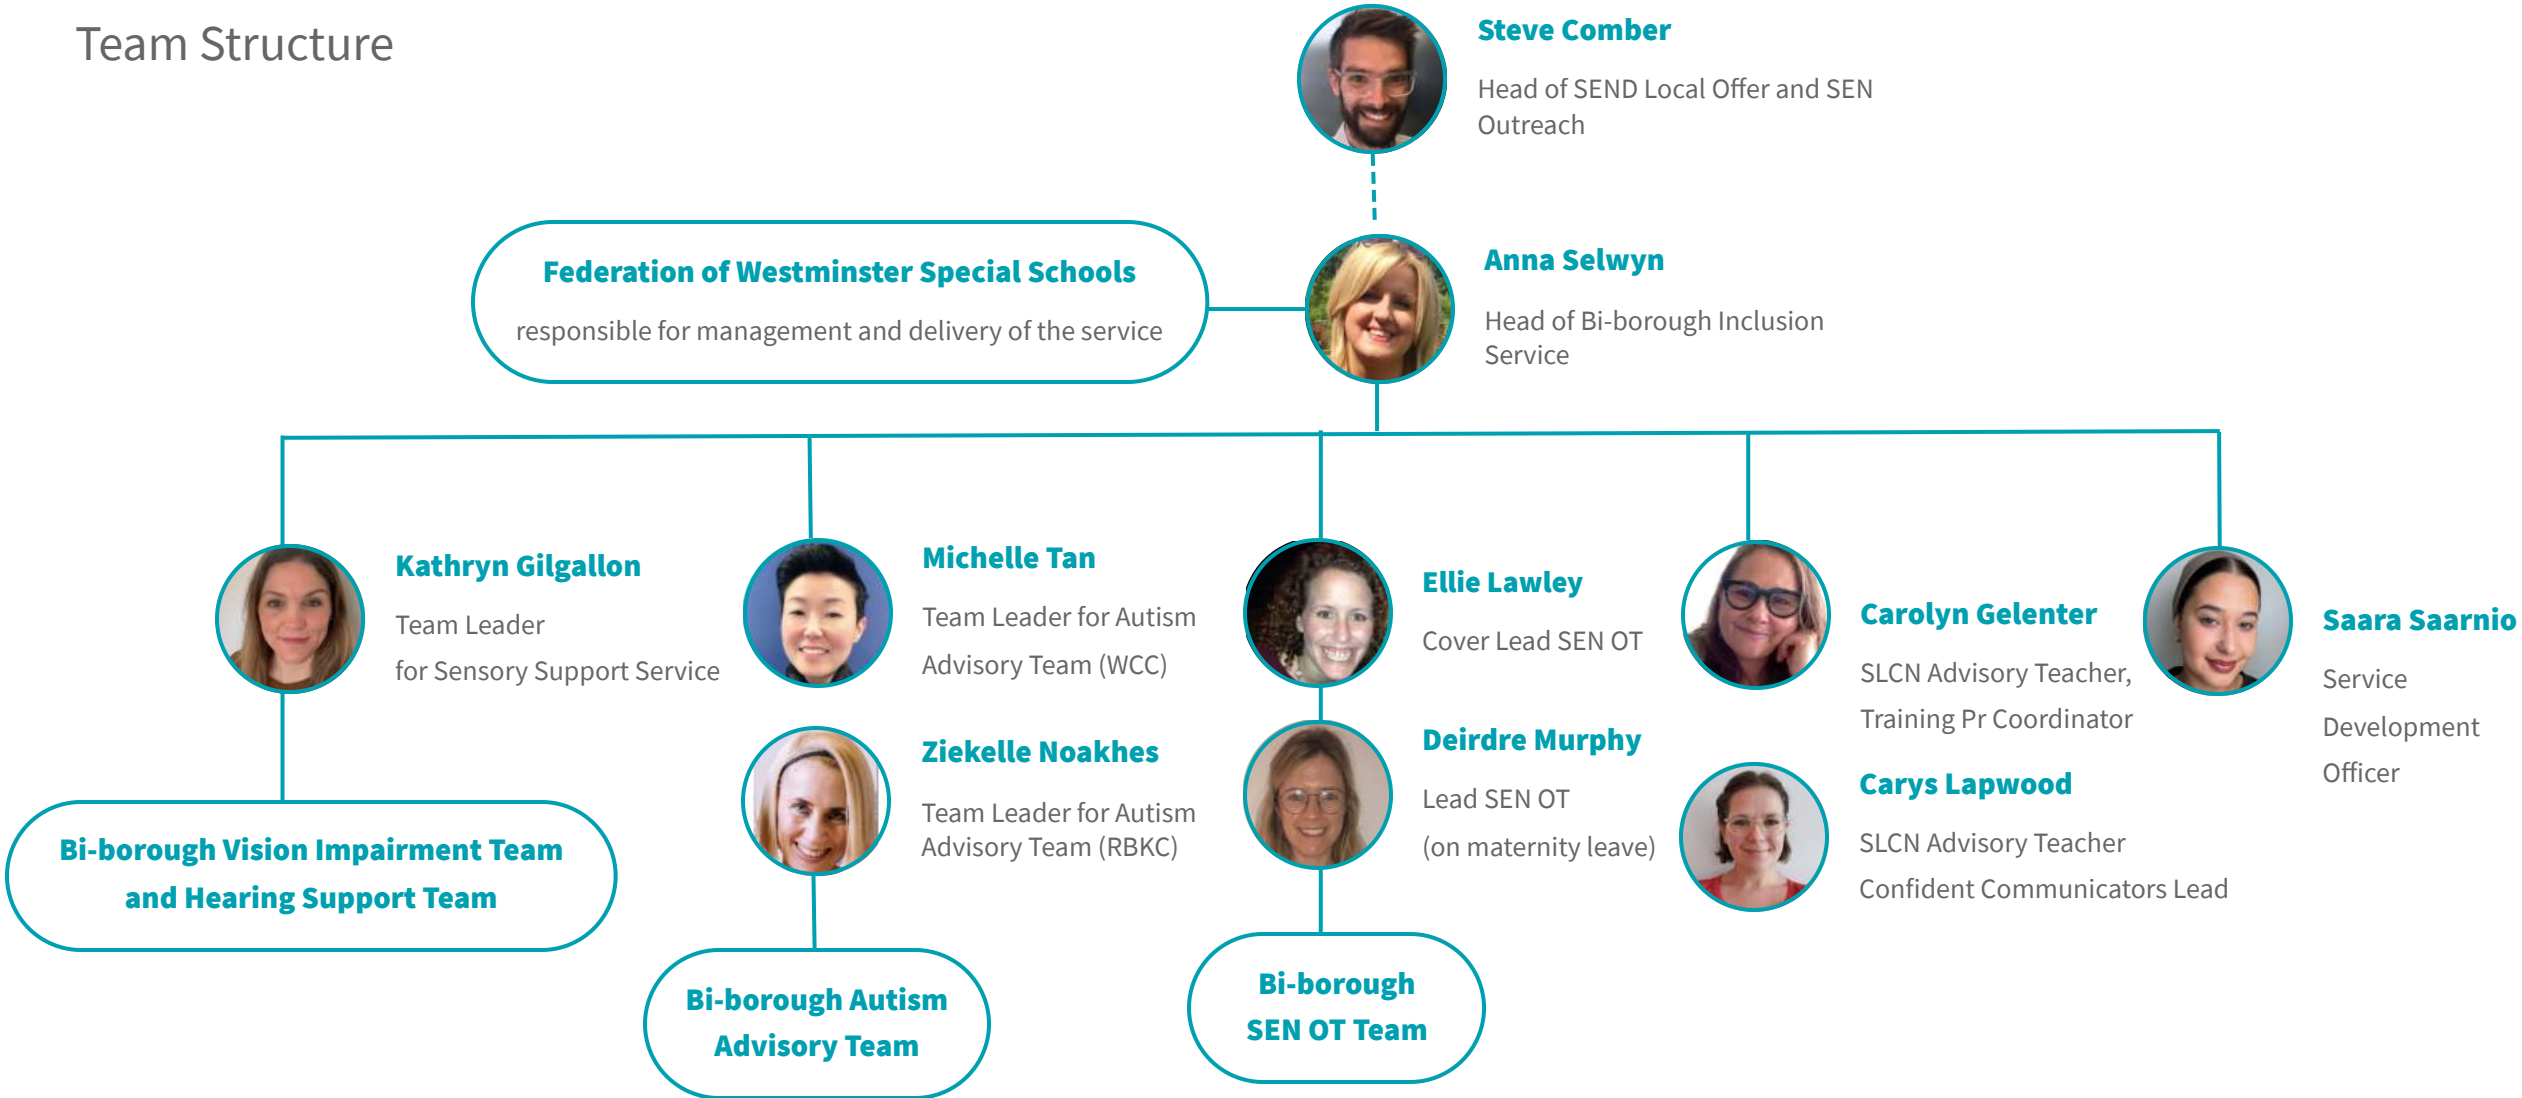 Team Structure
Steve Comber
Head of SEND Local Offer and SEN
Outreach
Federation of Westminster Special Schools
responsible for management and delivery of the service
Anna Selwyn
Head of Bi-borough Inclusion
Service
Kathryn Gilgallon
Team Leader
for Sensory Support Service
Michelle Tan
Team Leader for Autism
Advisory Team (WCC)
Ziekelle Noakhes
Team Leader for Autism
Advisory Team (RBKC)
Ellie Lawley
Cover Lead SEN OT
Deirdre Murphy
Lead SEN OT
(on maternity leave)
Carolyn Gelenter
SLCN Advisory Teacher,
Training Pr Coordinator
Carys Lapwood
SLCN Advisory Teacher
Confident Communicators Lead
Saara Saarnio
Service
Development
Officer
Bi-borough Vision Impairment Team
and Hearing Support Team
Bi-borough Autism
Advisory Team
Bi-borough
SEN OT Team